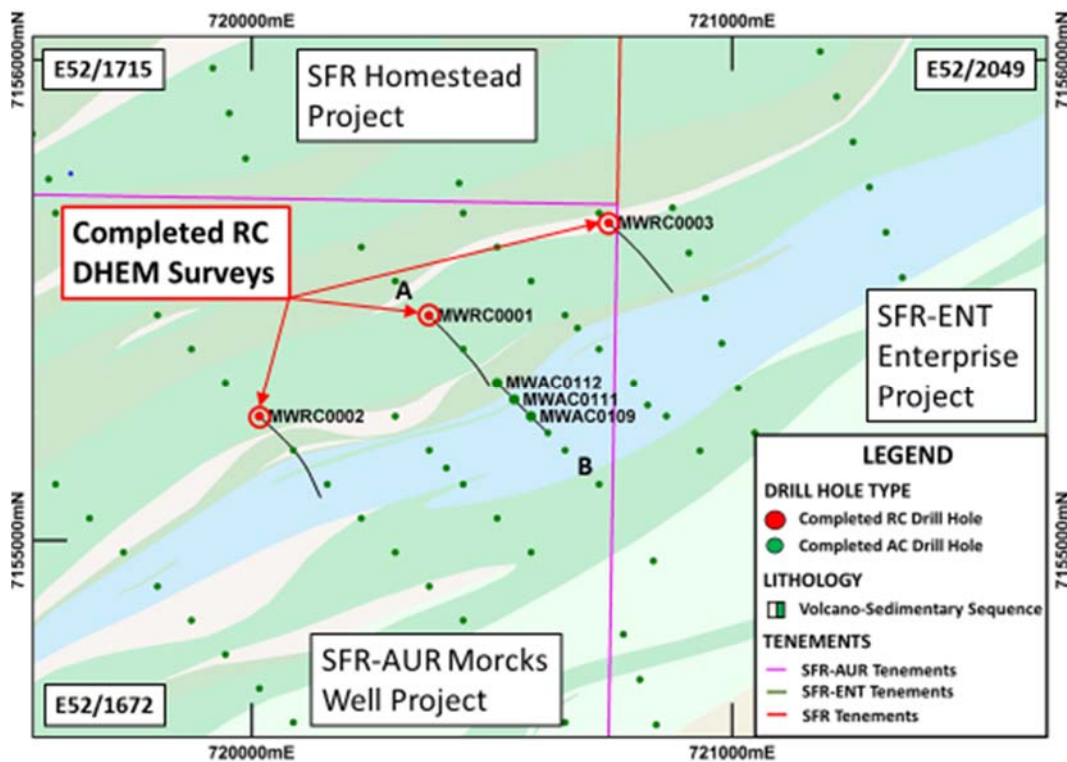 720000mE
721000mE
7156000mN
7156000mN
E52/1715
SFR Homestead
Project
E52/2049
Completed RC
DHEM Surveys
MWRC0003
A
MWRC0001
SFR-ENT
Enterprise
Project
MWAC0112
MWAC0111
MWAC0109
MWRC0002
B
LEGEND
DRILL HOLE TYPE
Completed RC Drill Hole
Completed AC Drill Hole
LITHOLOGY
Volcano-Sedimentary Sequence
TENEMENTS
SFR-AUR Tenements
SFR-ENT Tenements
SFR Tenements
7155000mN
7155000mN
SFR-AUR Morcks
Well Project
E52/1672
720000mE
721000mE